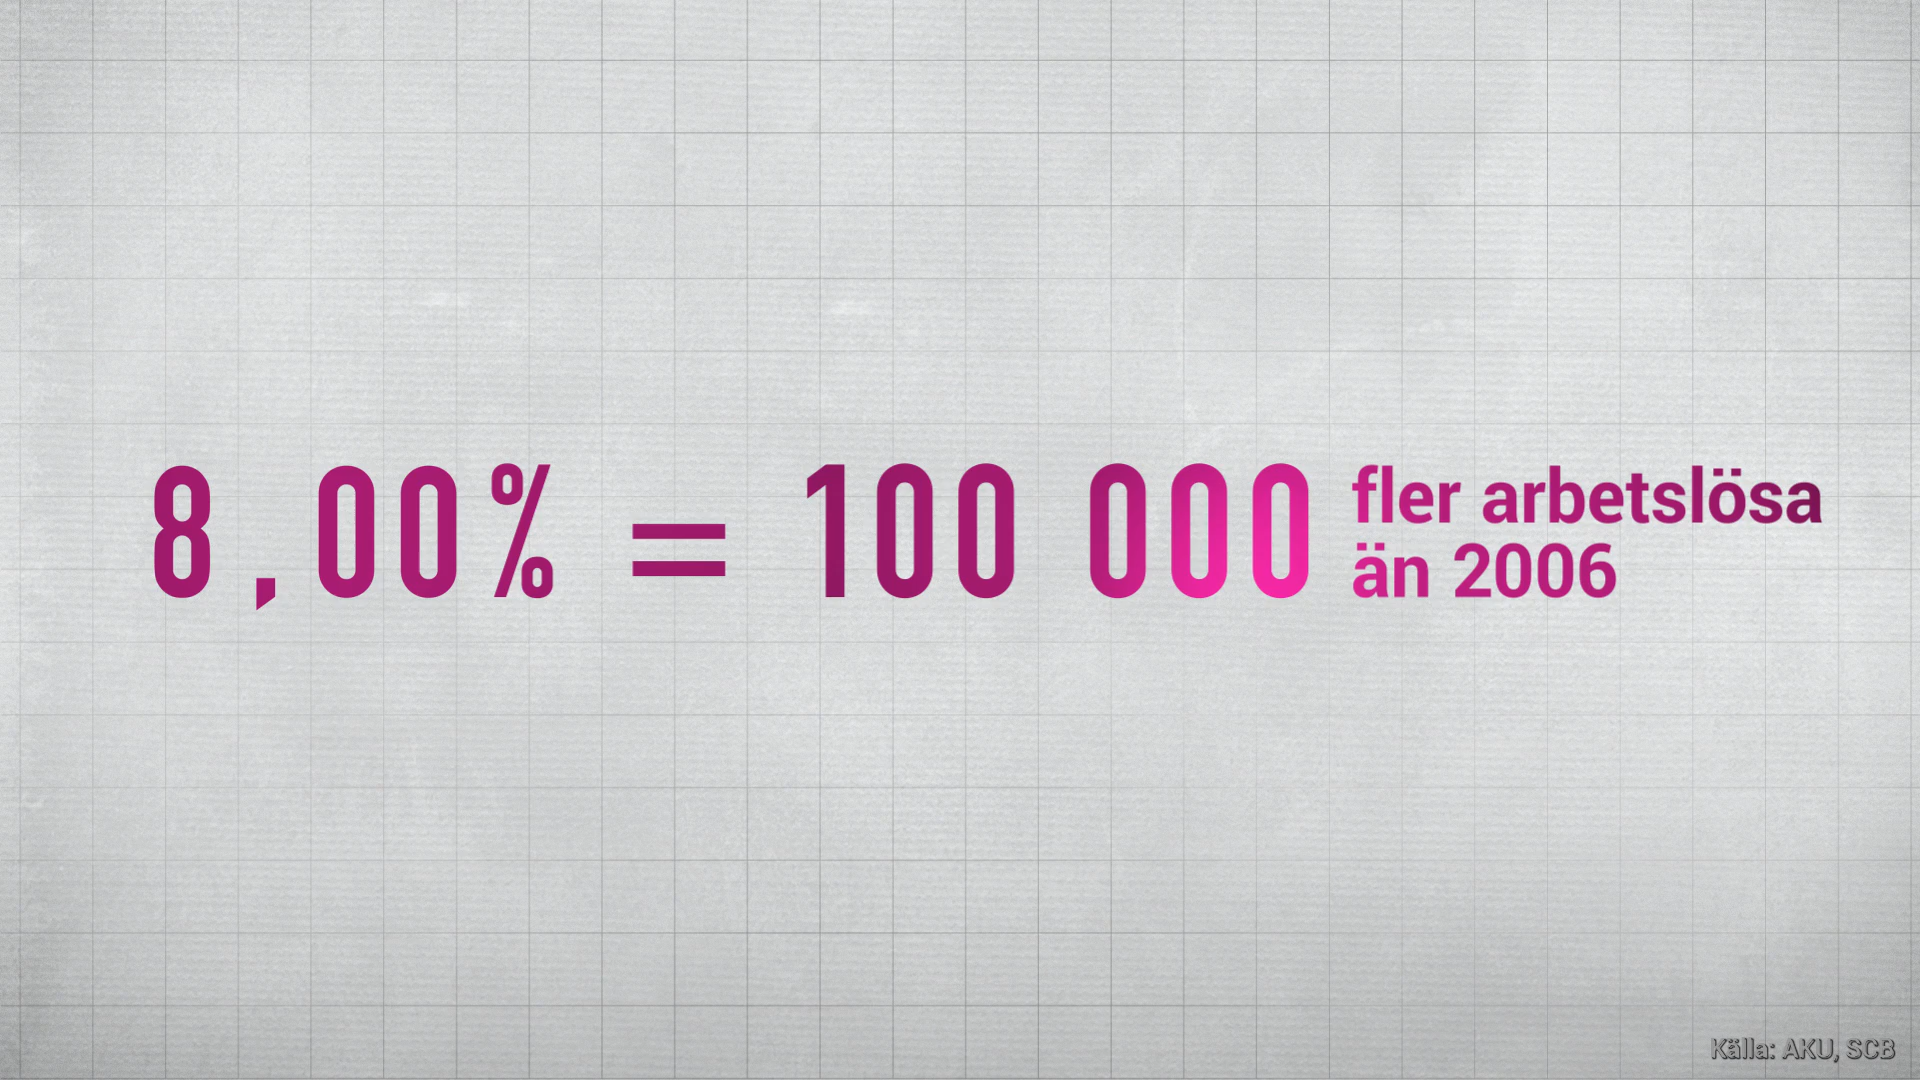 8,00% = 100 000 fler arbetslösa
än 2006
Källa: AKU, SCB